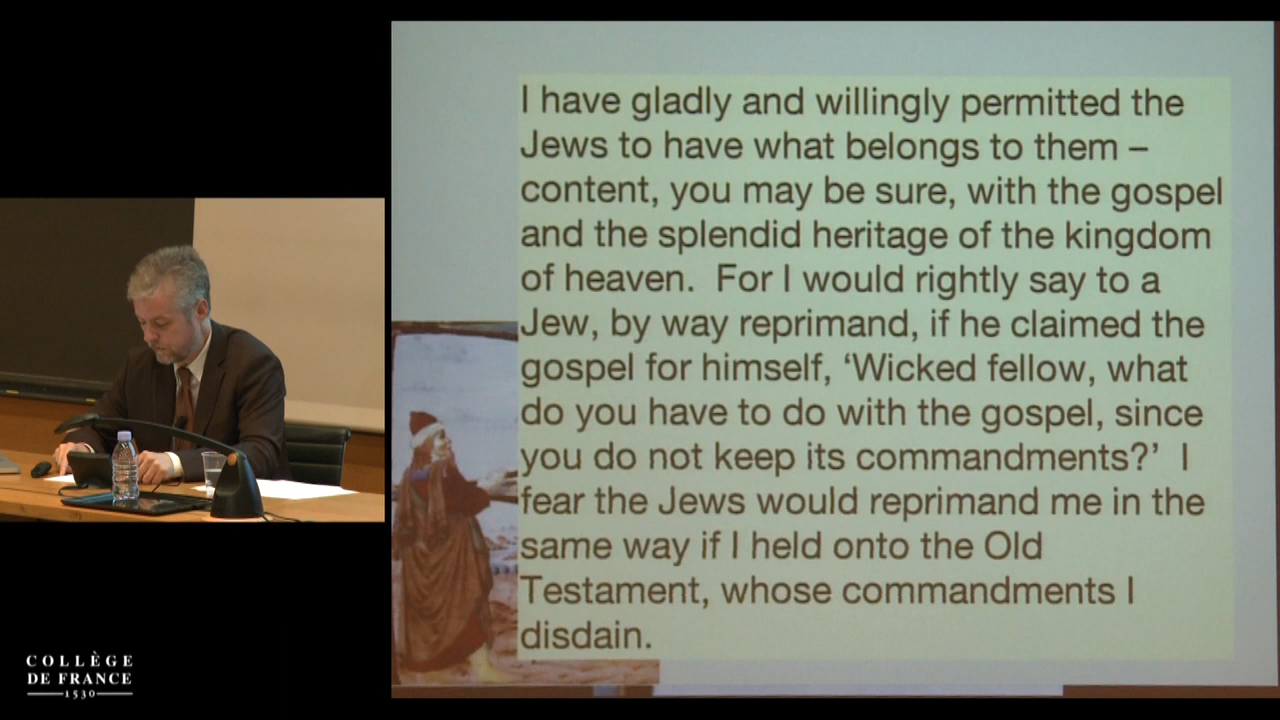 I have gladly and willingly permitted the
Jews to have what belongs to them –
content, you may be sure, with the gospel
and the splendid heritage of the kingdom
of heaven.  For I would rightly say to a
Jew, by way reprimand, if he claimed the
gospel for himself, ‘Wicked fellow, what
do you have to do with the gospel, since
you do not keep its commandments?’  I
fear the Jews would reprimand me in the
same way if I held onto the Old
Testament, whose commandments I
disdain.
COLLÈGE
DE FRANCE
1530